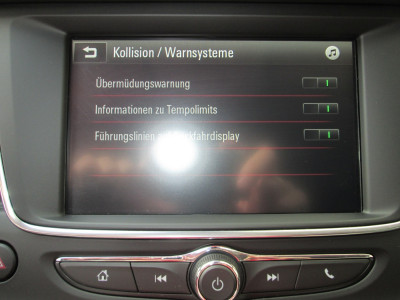 Kollision / Warnsysteme
Übermüdungswarnung
Informationen zu Tempolimits
Führungslinien